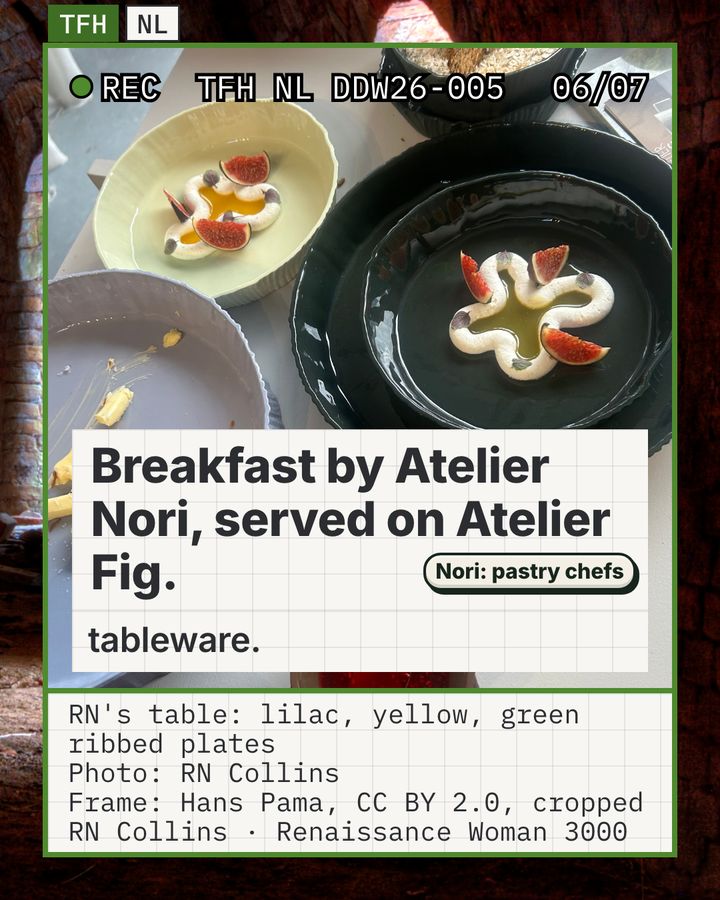 TFH NL
REC TFH NL DDW26-005 06/07
Breakfast by Atelier
Nori, served on Atelier
Fig.
Nori: pastry chefs
tableware.
RN's table: lilac, yellow, green
ribbed plates
Photo: RN Collins
Frame: Hans Pama, CC BY 2.0, cropped
RN Collins · Renaissance Woman 3000